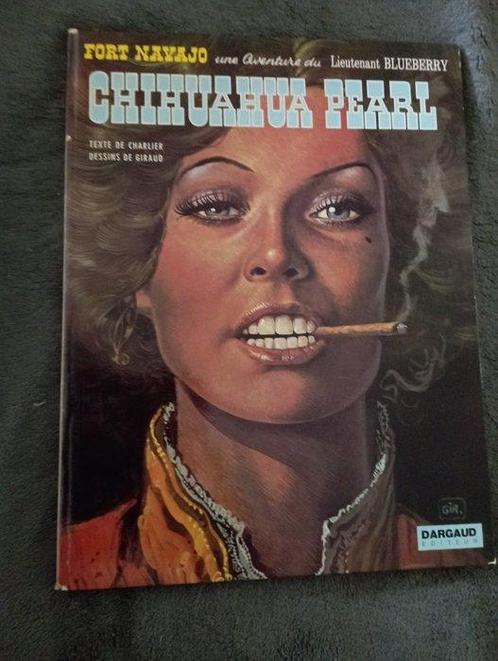 FORT NAVAJO une Aventure du Lieutenant BLUEBERRY
CHIHUAHUA PEARL
TEXTE DE CHARLIER
DESSINS DE GIRAUD
GIR.
DARGAUD
EDITEUR